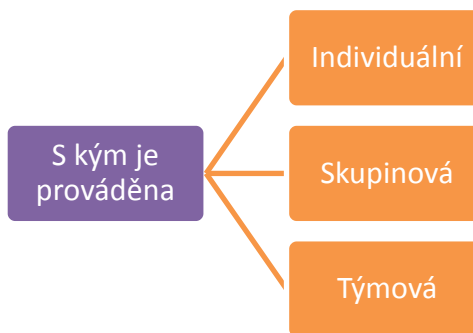 Individuální
S kým je
prováděna
Skupinová
Týmová